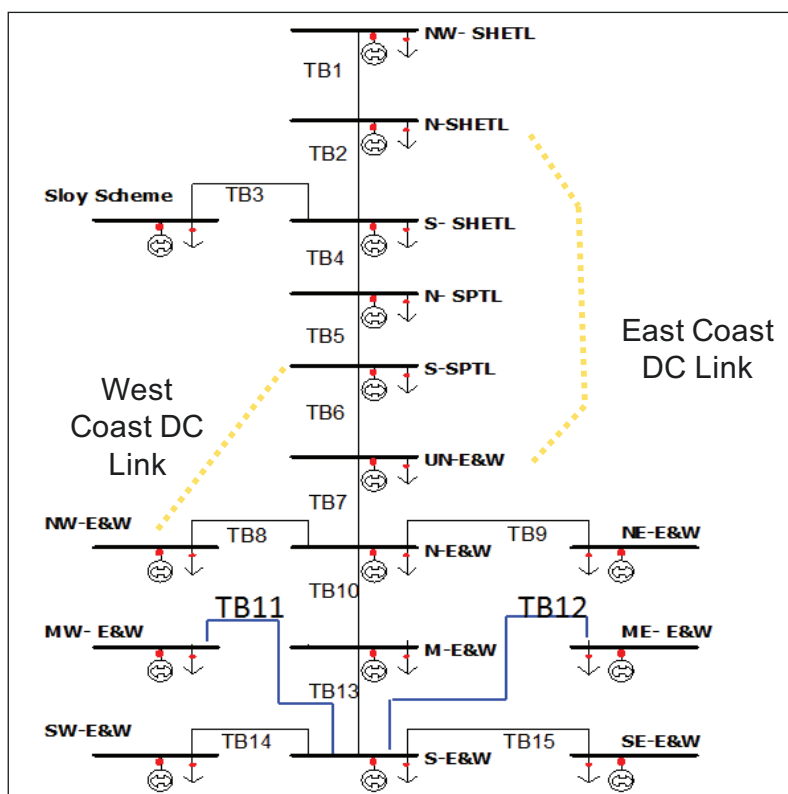 NW- SHETL
TB1
N-SHETL
TB2
Sloy Scheme
TB3
S- SHETL
TB4
N- SPTL
TB5
East Coast
DC Link
S-SPTL
West
Coast DC
Link
TB6
UN-E&W
TB7
NW-E&W
TB8
N-E&W
TB9
NE-E&W
TB10
TB11
TB12
MW- E&W
M-E&W
ME- E&W
TB13
SW-E&W
TB14
S-E&W
TB15
SE-E&W